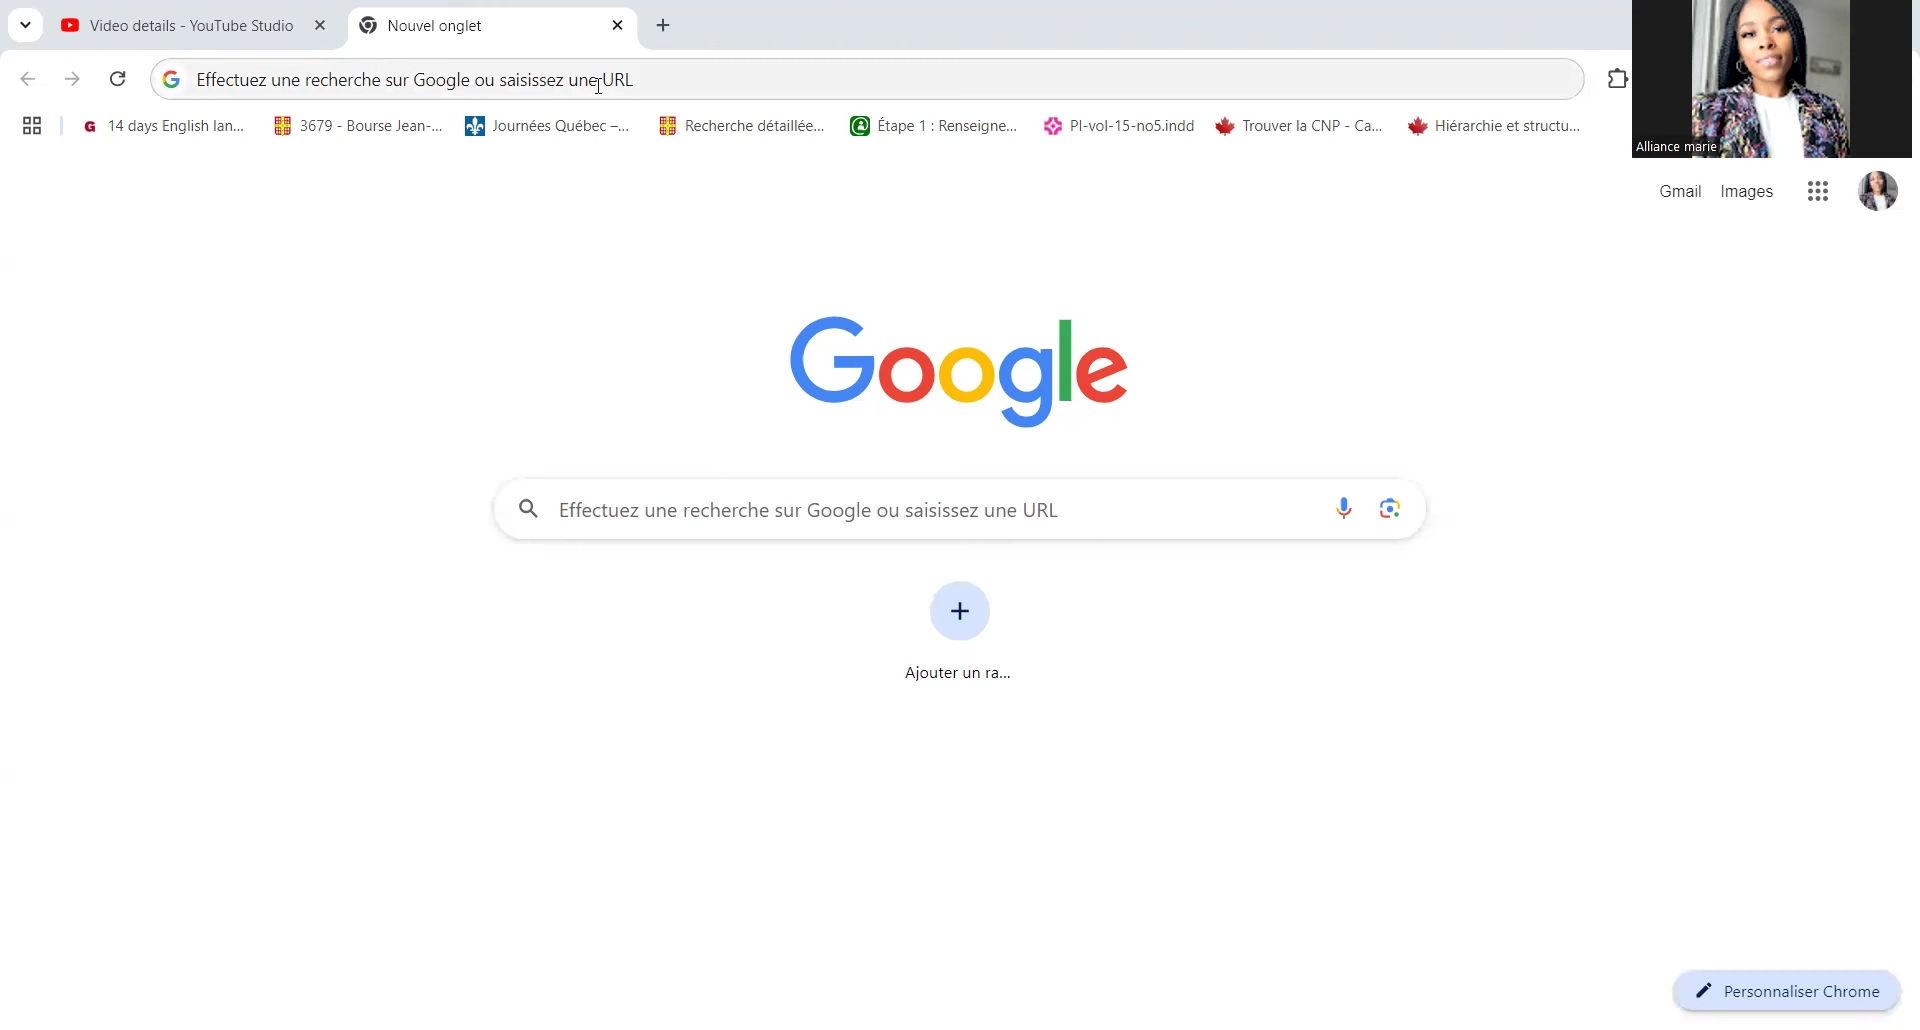 Video details - YouTube Studio
Nouvel onglet
Effectuez une recherche sur Google ou saisissez une URL
14 days English lan...
3679 - Bourse Jean-...
Journées Québec –...
Recherche détaillée...
Étape 1 : Renseigne...
PI-vol-15-no5.indd
Trouver la CNP - Ca...
Hiérarchie et structu...
Alliance marie
Gmail
Images
Google
Effectuez une recherche sur Google ou saisissez une URL
Ajouter un ra...
Personnaliser Chrome